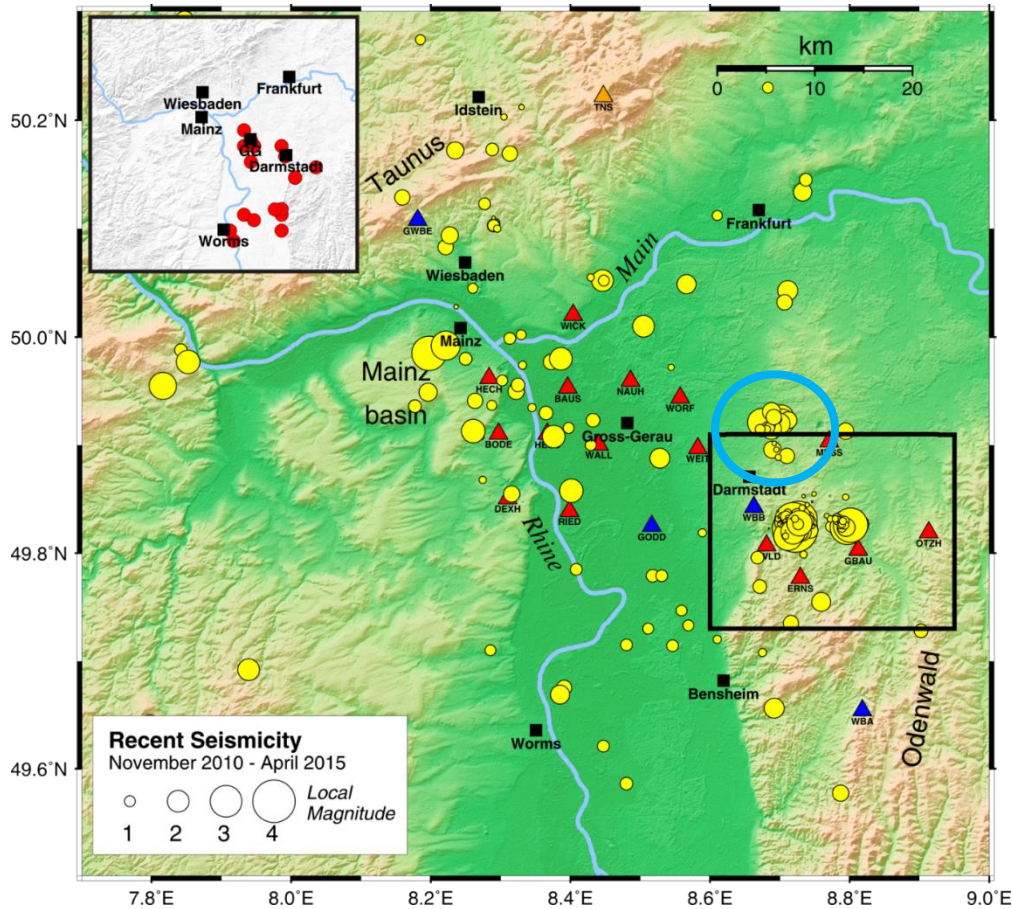 Wiesbaden
Frankfurt
Mainz
GG
Darmstadt
Worms
km
0
10
20
Idstein
TNS
Taunus
50.2°N
GWBE
Frankfurt
Wiesbaden
Main
50.0°N
WICK
Mainz
Mainz
basin
HECH
BAUS
NAUH
WORF
BODE
WALL
Gross-Gerau
WEIT
Darmstadt
WBB
DEXH
RIED
Rhine
GODD
49.8°N
OTZH
GBAU
ERNS
Bensheim
WBA
Odenwald
Worms
49.6°N
Recent Seismicity
November 2010 - April 2015
Local
Magnitude
1 2 3 4
7.8°E 8.0°E 8.2°E 8.4°E 8.6°E 8.8°E 9.0°E